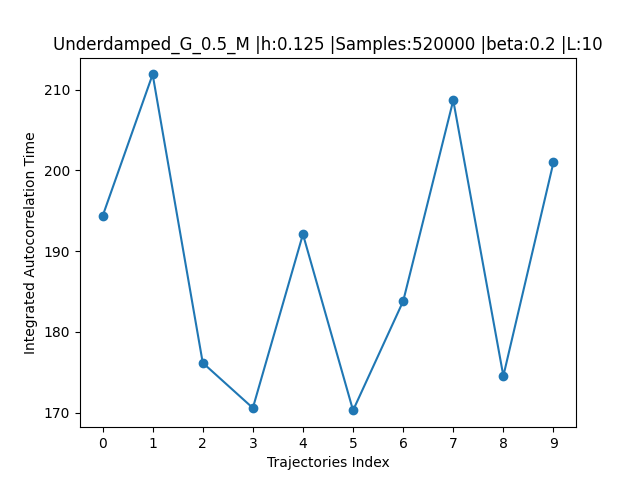 Underdamped_G_0.5_M |h:0.125 |Samples:520000 |beta:0.2 |L:10
Integrated Autocorrelation Time
210
200
190
180
170
0 1 2 3 4 5 6 7 8 9
Trajectories Index